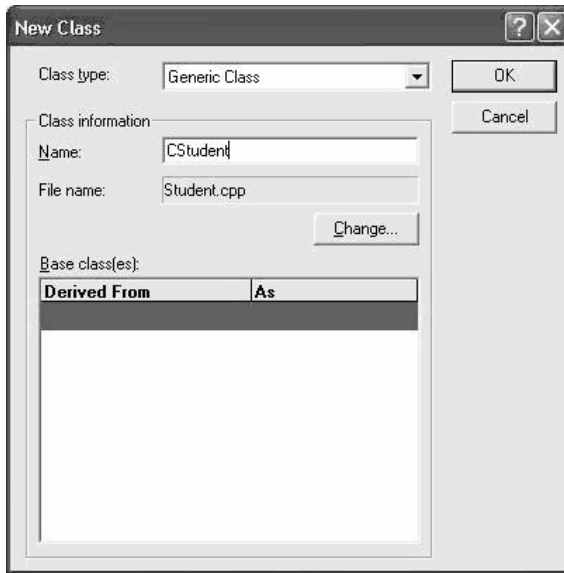 New Class
Class type:
Generic Class
OK
Cancel
Class information
Name:
CStudent
File name:
Student.cpp
Change...
Base class(es):
Derived From
As